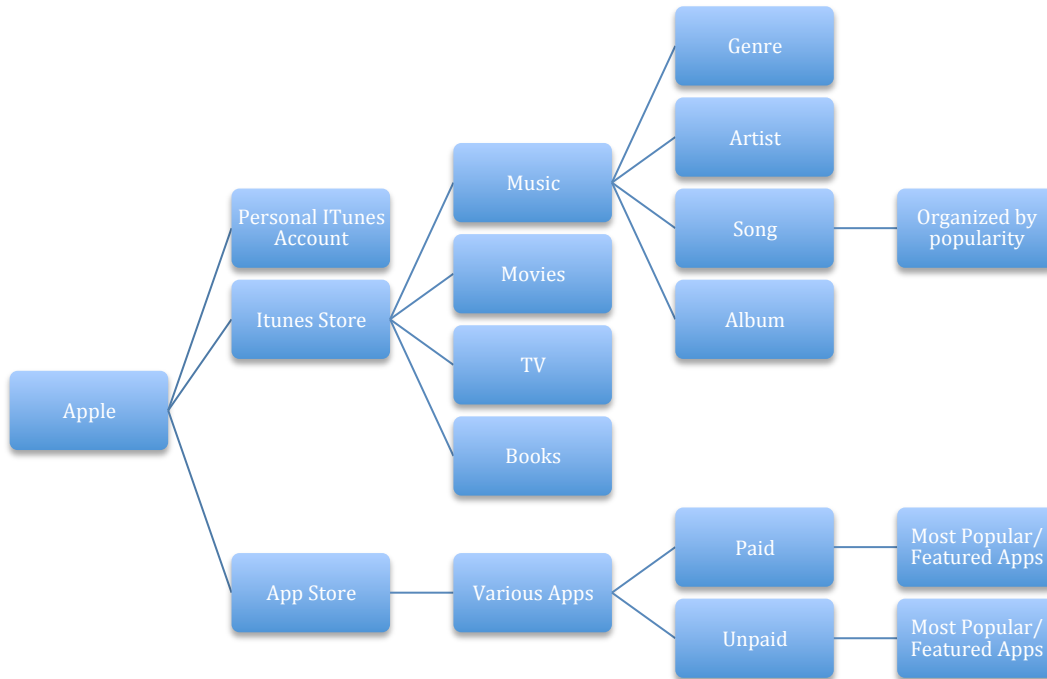 Apple
Personal ITunes
Account
Itunes Store
App Store
Music
Movies
TV
Books
Various Apps
Genre
Artist
Song
Album
Paid
Unpaid
Organized by
popularity
Most Popular/
Featured Apps
Most Popular/
Featured Apps